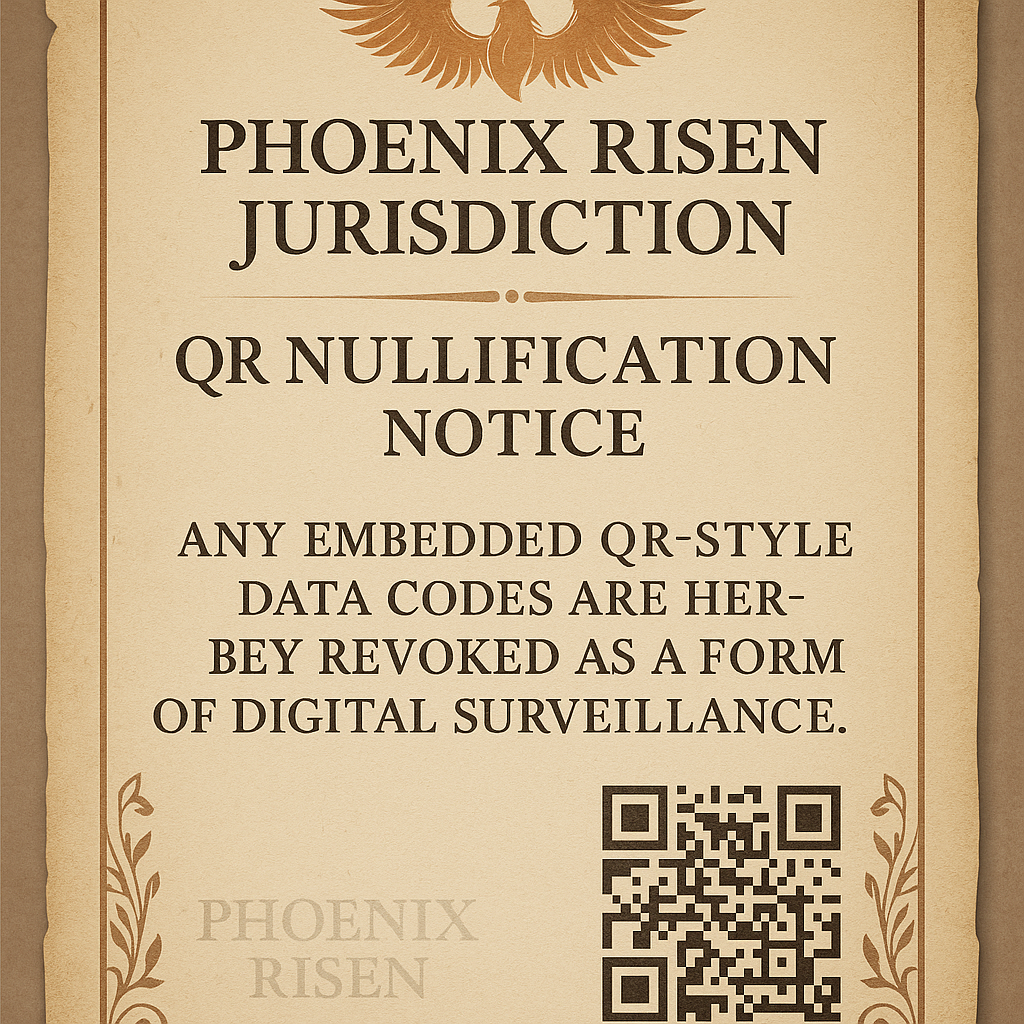 PHOENIX RISEN
JURISDICTION
QR NULLIFICATION
NOTICE
ANY EMBEDDED QR-STYLE
DATA CODES ARE HER-
BEY REVOKED AS A FORM
OF DIGITAL SURVEILLANCE.
PHOENIX
RISEN